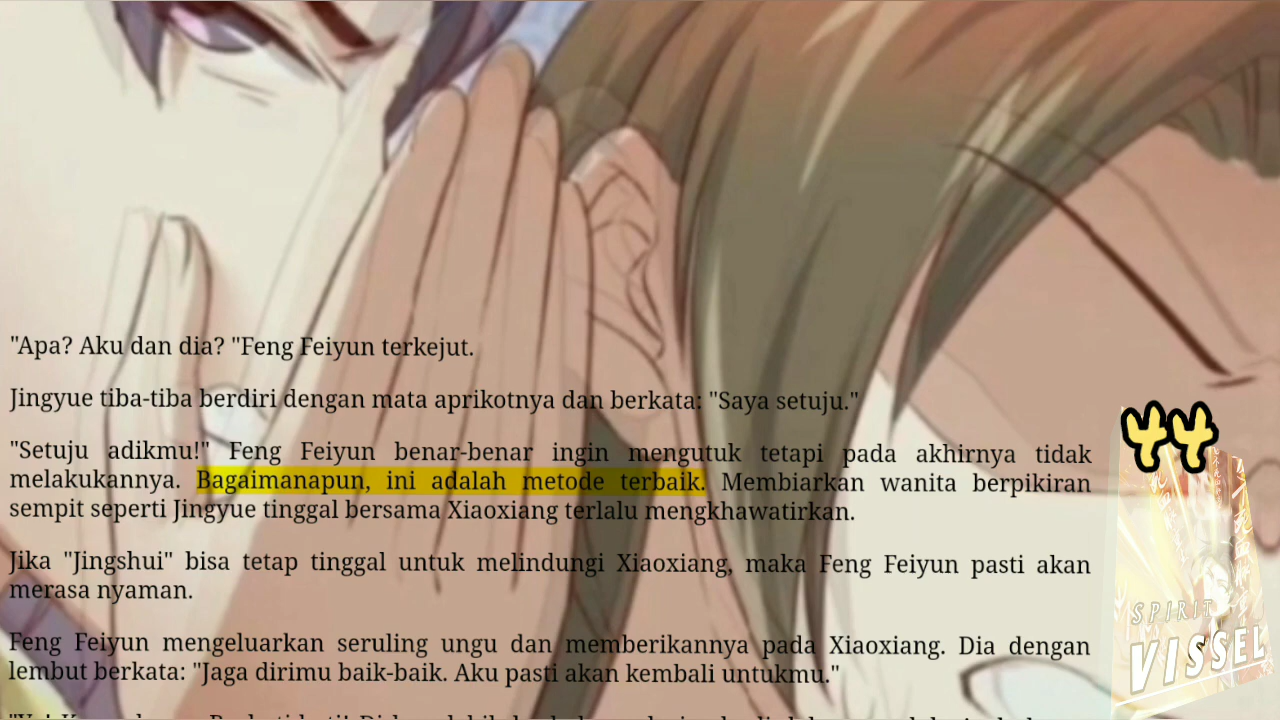 "Apa? Aku dan dia? "Feng Feiyun terkejut.
Jingyue tiba-tiba berdiri dengan mata aprikotnya dan berkata: "Saya setuju."
"Setuju adikmu!" Feng Feiyun benar-benar ingin mengutuk tetapi pada akhirnya tidak
melakukannya. Bagaimanapun, ini adalah metode terbaik. Membiarkan wanita berpikiran
sempit seperti Jingyue tinggal bersama Xiaoxiang terlalu mengkhawatirkan.
Jika "Jingshui" bisa tetap tinggal untuk melindungi Xiaoxiang, maka Feng Feiyun pasti akan
merasa nyaman.
Feng Feiyun mengeluarkan seruling ungu dan memberikannya pada Xiaoxiang. Dia dengan
lembut berkata: "Jaga dirimu baik-baik. Aku pasti akan kembali untukmu."
44
SPIRIT
VISSEL